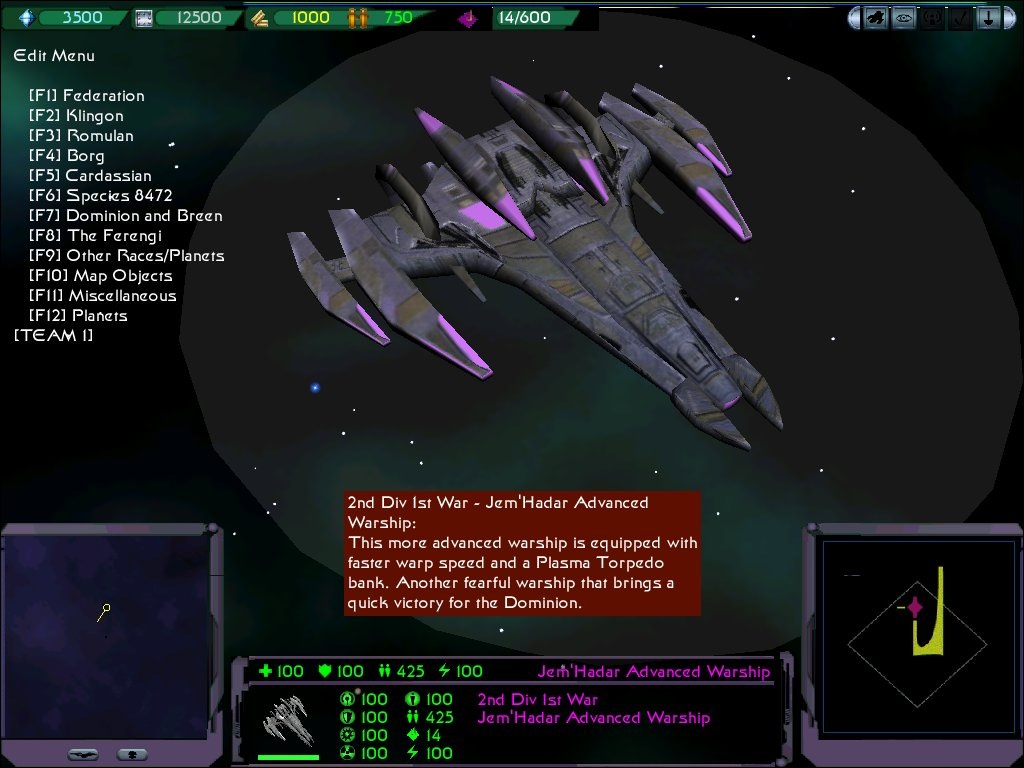 3500 12500 1000 750 14/600
Edit Menu
[F1] Federation
[F2] Klingon
[F3] Romulan
[F4] Borg
[F5] Cardassian
[F6] Species 8472
[F7] Dominion and Breen
[F8] The Ferengi
[F9] Other Races/Planets
[F10] Map Objects
[F11] Miscellaneous
[F12] Planets
[TEAM 1]
2nd Div 1st War - Jem'Hadar Advanced
Warship:
This more advanced warship is equipped with
faster warp speed and a Plasma Torpedo
bank. Another fearful warship that brings a
quick victory for the Dominion.
100 100 425 100 Jem'Hadar Advanced Warship
100 100 2nd Div 1st War
100 425 Jem'Hadar Advanced Warship
100 14
100 100